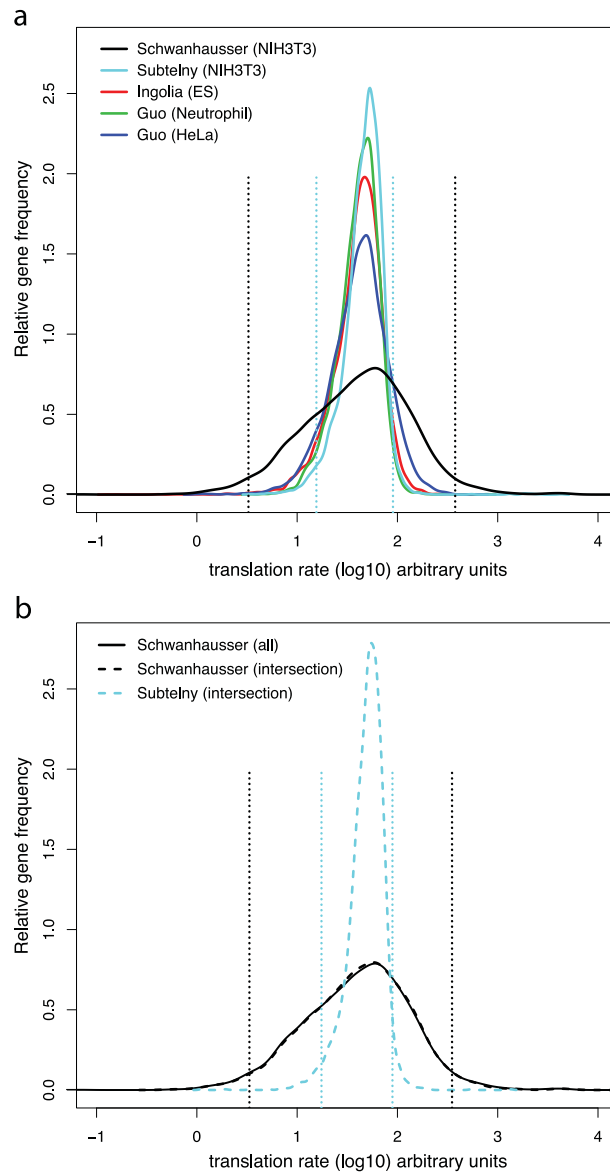 a
Schwanhausser (NIH3T3)
Subtelny (NIH3T3)
Ingolia (ES)
Guo (Neutrophil)
Guo (HeLa)
Relative gene frequency
2.5
2.0
1.5
1.0
0.5
0.0
−1 0 1 2 3 4
translation rate (log10) arbitrary units
b
Schwanhausser (all)
Schwanhausser (intersection)
Subtelny (intersection)
Relative gene frequency
2.5
2.0
1.5
1.0
0.5
0.0
−1 0 1 2 3 4
translation rate (log10) arbitrary units